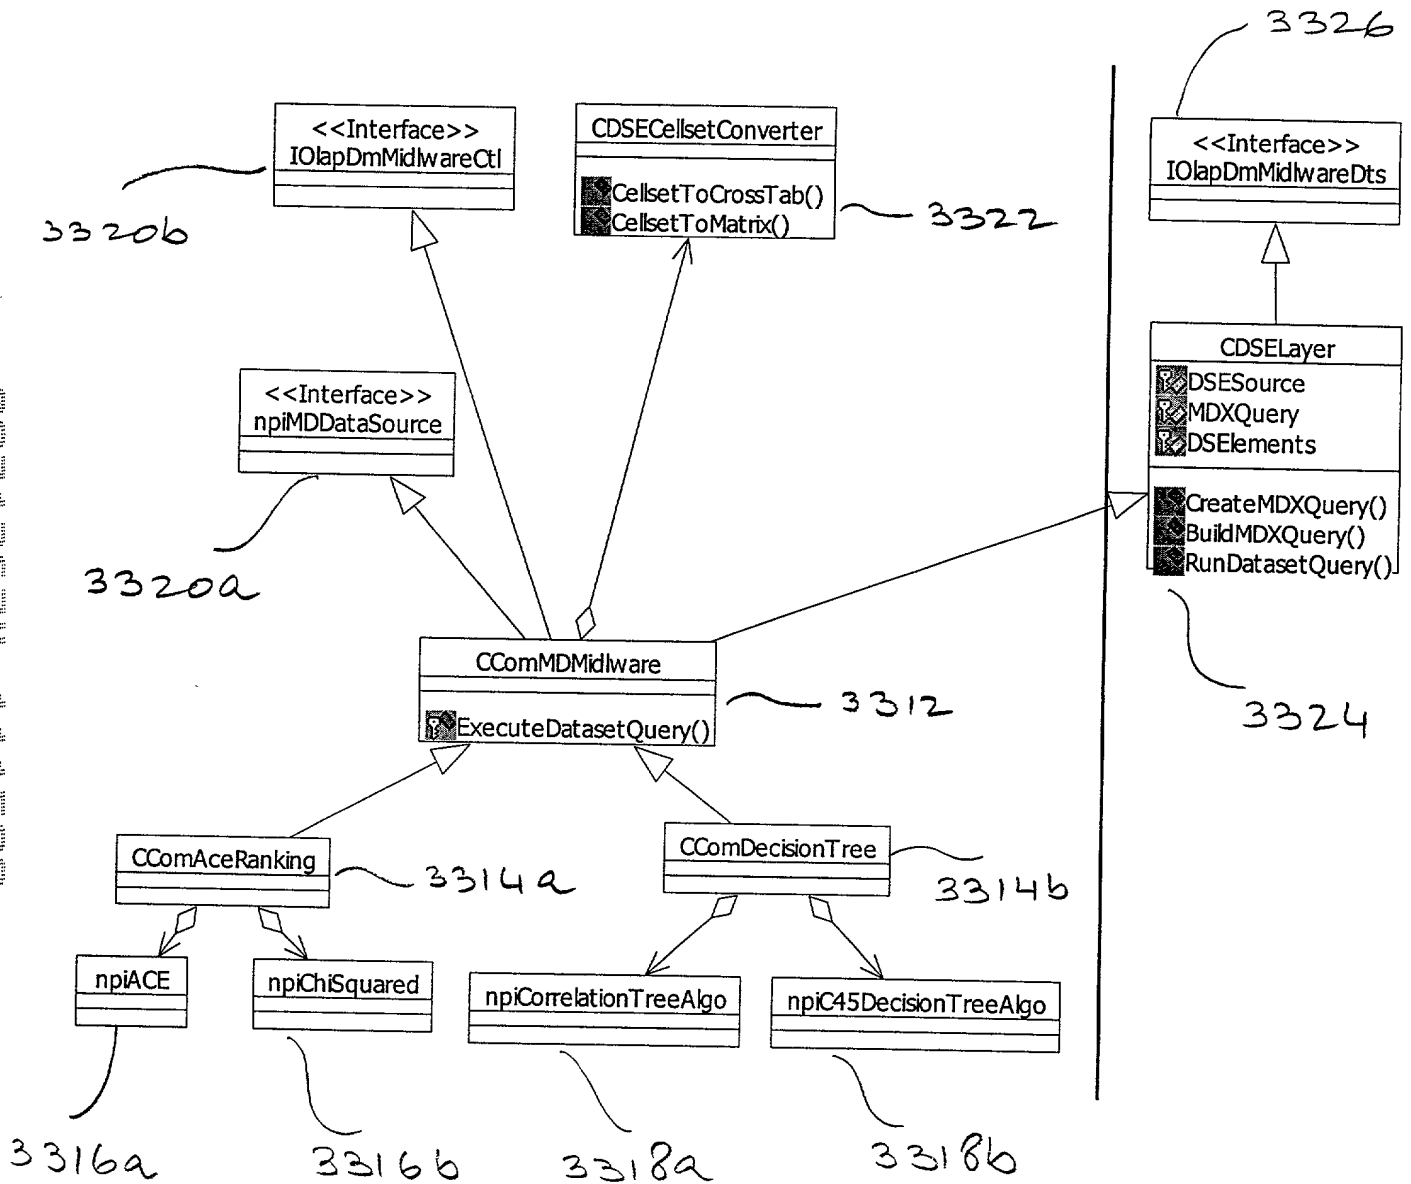 3326
<<Interface>>
IOlapDmMidlwareCtl
CDSECellsetConverter
CellsetToCrossTab()
CellsetToMatrix()
<<Interface>>
IOlapDmMidlwareDts
3320b
3322
CDSELayer
DSESource
MDXQuery
DSElements
CreateMDXQuery()
BuildMDXQuery()
RunDatasetQuery()
<<Interface>>
npiMDDataSource
3320a
CComMDMidlware
ExecuteDatasetQuery()
3312
3324
CComAceRanking
3314a
CComDecisionTree
3314b
npiACE
npiChiSquared
npiCorrelationTreeAlgo
npiC45DecisionTreeAlgo
3316a
3316b
3318a
3318b